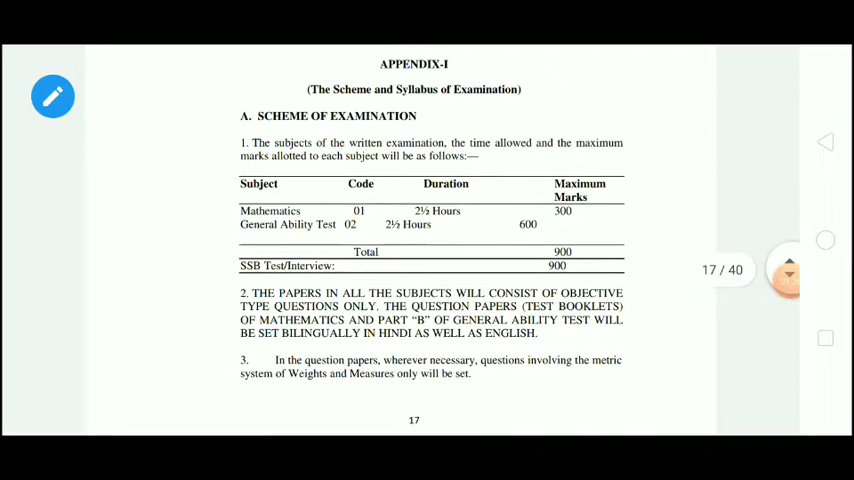 APPENDIX-I
(The Scheme and Syllabus of Examination)
A. SCHEME OF EXAMINATION
1. The subjects of the written examination, the time allowed and the maximum
marks allotted to each subject will be as follows:—
Subject Code Duration Maximum
Marks
Mathematics 01 2½ Hours 300
General Ability Test 02 2½ Hours 600
Total 900
SSB Test/Interview: 900
17 / 40
2. THE PAPERS IN ALL THE SUBJECTS WILL CONSIST OF OBJECTIVE
TYPE QUESTIONS ONLY. THE QUESTION PAPERS (TEST BOOKLETS)
OF MATHEMATICS AND PART “B” OF GENERAL ABILITY TEST WILL
BE SET BILINGUALLY IN HINDI AS WELL AS ENGLISH.
3. In the question papers, wherever necessary, questions involving the metric
system of Weights and Measures only will be set.
17